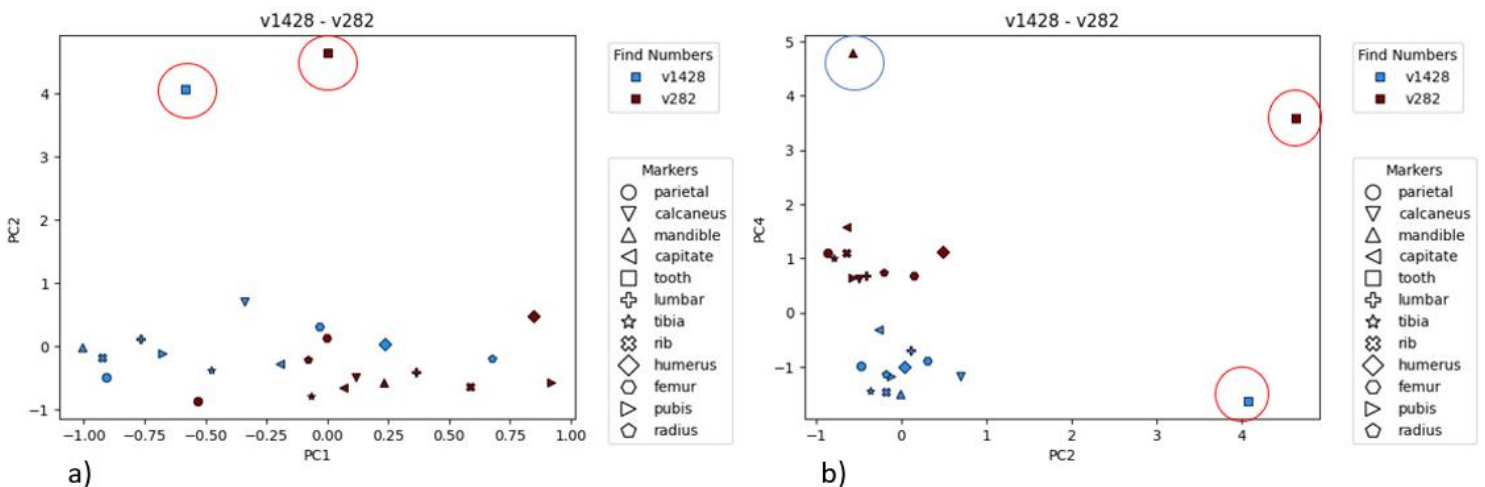 v1428 - v282
PC2
4
3
2
1
0
−1
−1.00 −0.75 −0.50 −0.25 0.00 0.25 0.50 0.75 1.00
PC1
Find Numbers
v1428
v282
Markers
parietal
calcaneus
mandible
capitate
tooth
lumbar
tibia
rib
humerus
femur
pubis
radius
a)
v1428 - v282
PC4
5
4
3
2
1
0
−1
−1 0 1 2 3 4
PC2
Find Numbers
v1428
v282
Markers
parietal
calcaneus
mandible
capitate
tooth
lumbar
tibia
rib
humerus
femur
pubis
radius
b)